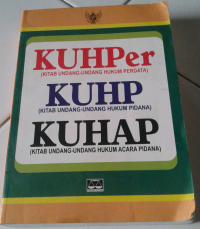 KUHPer
(KITAB UNDANG-UNDANG HUKUM PERDATA)
KUHP
(KITAB UNDANG-UNDANG HUKUM PIDANA)
KUHAP
(KITAB UNDANG-UNDANG HUKUM ACARA PIDANA)